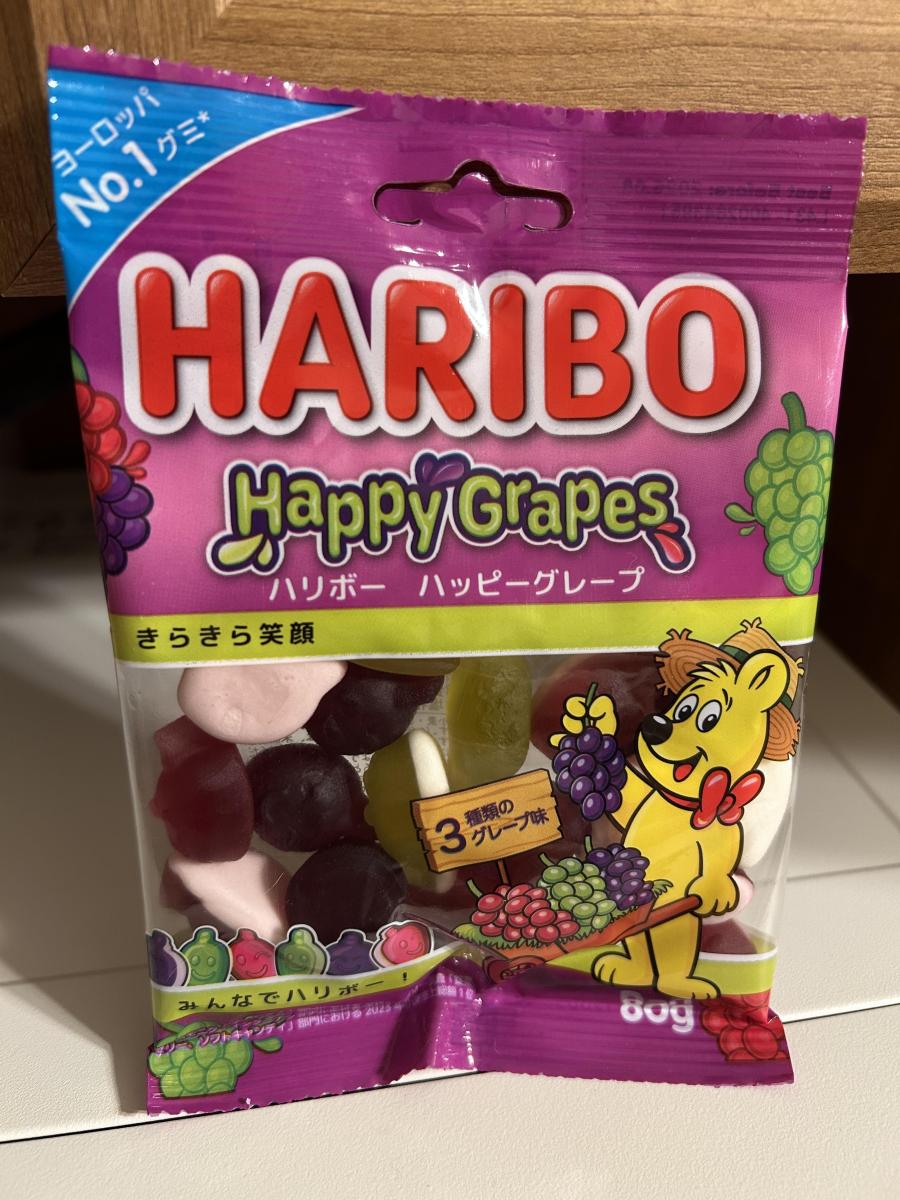 ヨーロッパ
No.1グミ*
HARIBO
Happy Grapes
ハリボー ハッピーグレープ
きらきら笑顔
3種類の
グレープ味
みんなでハリボー！
80g